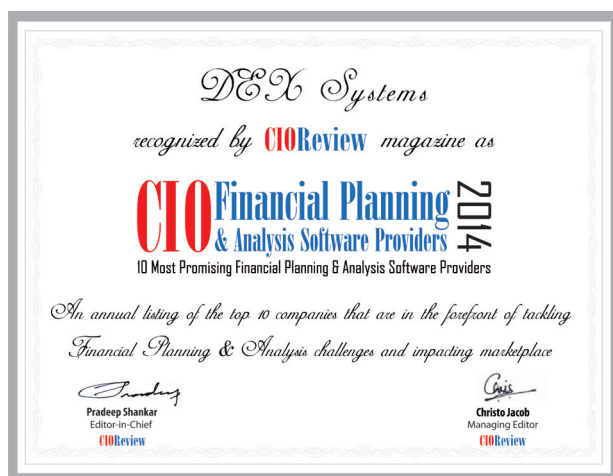 DEX Systems
recognized by CIOReview magazine as
CIO Financial Planning
& Analysis Software Providers
2014
10 Most Promising Financial Planning & Analysis Software Providers
An annual listing of the top 10 companies that are in the forefront of tackling
Financial Planning & Analysis challenges and impacting marketplace
Pradeep Shankar
Editor-in-Chief
CIOReview
Chris
Christo Jacob
Managing Editor
CIOReview